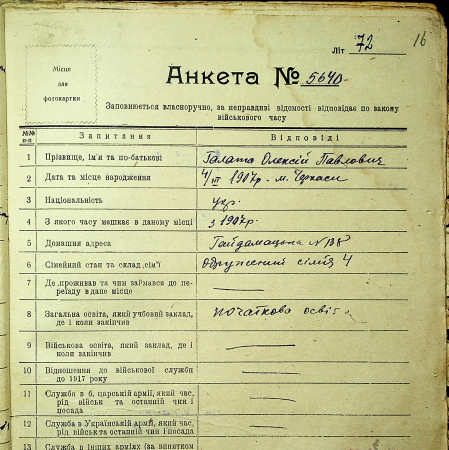 Літ 72
16
Місце
для
фотокартки
Анкета № 5640
Заповнюється власноручно, за неправдиві відомості відповідає по закону
військового часу
№№ п-п Запитання Відповіді
1 Прізвище, ім'я та по-батькові Галата Олексій Павлович
2 Дата та місце народження 4/III 1907р. м. Черкаси
3 Національність укр.
4 З якого часу мешкає в даному місці з 1907р.
5 Домашня адреса Гайдамацька №
6 Сімейний стан та склад сім'ї одружений сімя 4
7 Де проживав та чим займався до пе-
реїзду в дане місце —
8 Загальна освіта, який учбовий заклад, початкова освіта
де і коли закінчив
9 Військова освіта, який заклад, де і —
коли закінчив
10 Відношення до військової служби —
до 1917 року
11 Служба в б. царській армії, який час, —
рід військ та останній чин і
посада
12 Служба в Українській армії, який час, —
рід військ та останній чин і посада
13 Служба в інших арміях (за винятком